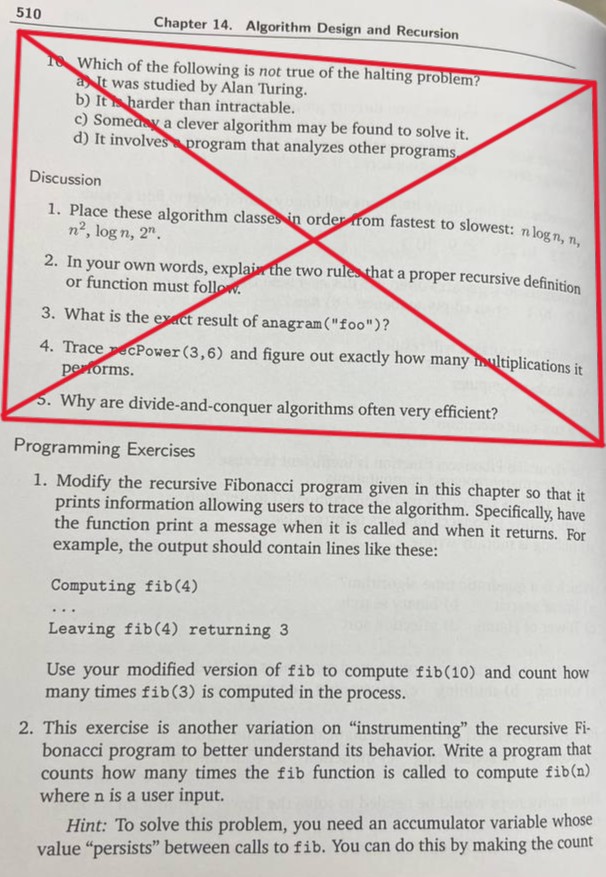 510
Chapter 14. Algorithm Design and Recursion
10. Which of the following is not true of the halting problem?
a) It was studied by Alan Turing.
b) It is harder than intractable.
c) Someday a clever algorithm may be found to solve it.
d) It involves a program that analyzes other programs.
Discussion
1. Place these algorithm classes in order from fastest to slowest: n log n, n,
n², log n, 2ⁿ.
2. In your own words, explain the two rules that a proper recursive definition
or function must follow.
3. What is the exact result of anagram("foo")?
4. Trace recPower(3,6) and figure out exactly how many multiplications it
performs.
5. Why are divide-and-conquer algorithms often very efficient?
Programming Exercises
1. Modify the recursive Fibonacci program given in this chapter so that it
prints information allowing users to trace the algorithm. Specifically, have
the function print a message when it is called and when it returns. For
example, the output should contain lines like these:
Computing fib(4)
...
Leaving fib(4) returning 3
Use your modified version of fib to compute fib(10) and count how
many times fib(3) is computed in the process.
2. This exercise is another variation on “instrumenting” the recursive Fi-
bonacci program to better understand its behavior. Write a program that
counts how many times the fib function is called to compute fib(n)
where n is a user input.
Hint: To solve this problem, you need an accumulator variable whose
value “persists” between calls to fib. You can do this by making the count